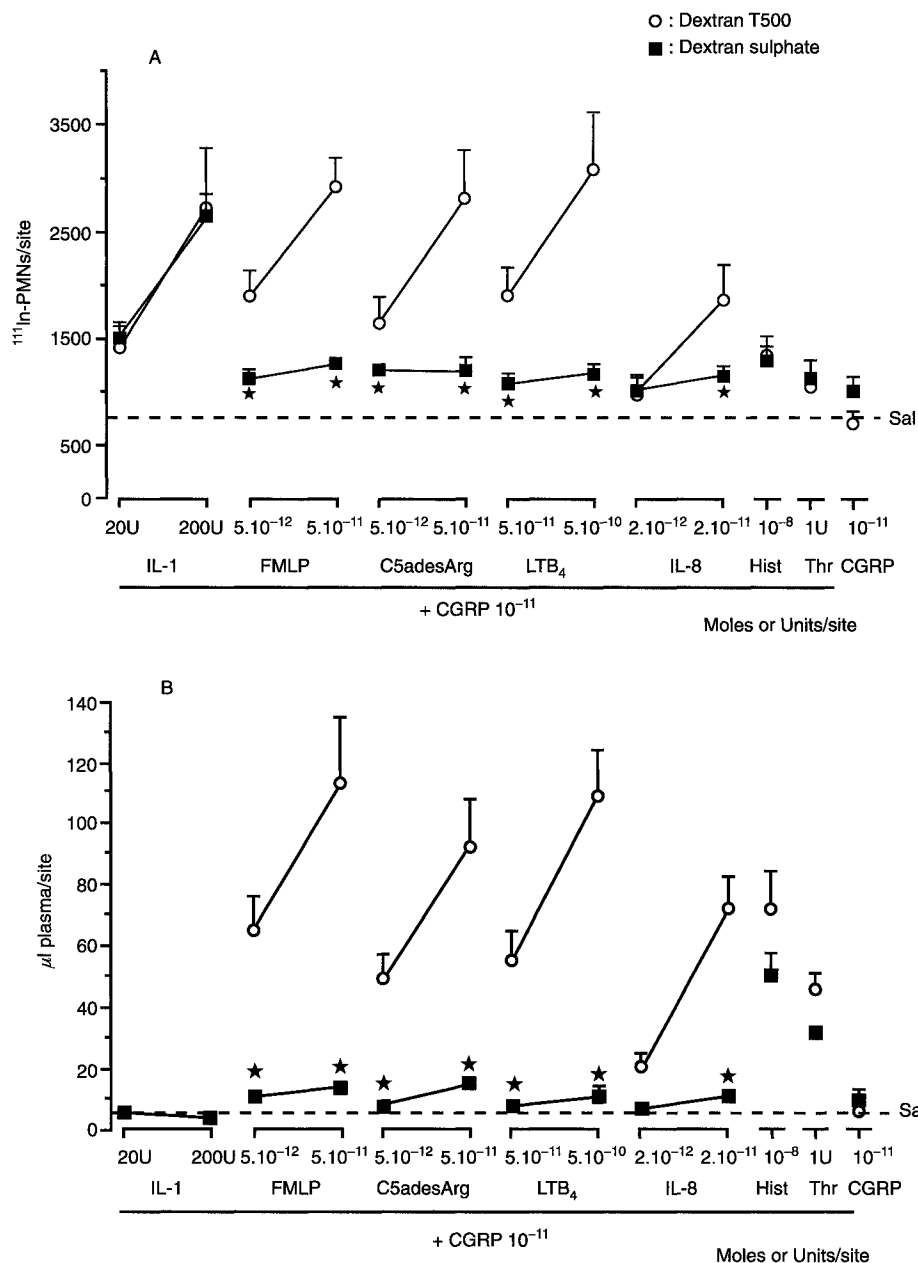 ○ : Dextran T500
■ : Dextran sulphate
A
3500
2500
1500
500
0
¹¹¹In-PMNs/site
Sal
20U 200U 5.10⁻¹² 5.10⁻¹¹ 5.10⁻¹² 5.10⁻¹¹ 5.10⁻¹¹ 5.10⁻¹⁰ 2.10⁻¹² 2.10⁻¹¹ 10⁻⁸ 1U 10⁻¹¹
IL-1 FMLP C5adesArg LTB₄ IL-8 Hist Thr CGRP
+ CGRP 10⁻¹¹
Moles or Units/site
B
140
120
100
80
60
40
20
0
µl plasma/site
Sa
20U 200U 5.10⁻¹² 5.10⁻¹¹ 5.10⁻¹² 5.10⁻¹¹ 5.10⁻¹¹ 5.10⁻¹⁰ 2.10⁻¹² 2.10⁻¹¹ 10⁻⁸ 1U 10⁻¹¹
IL-1 FMLP C5adesArg LTB₄ IL-8 Hist Thr CGRP
+ CGRP 10⁻¹¹
Moles or Units/site